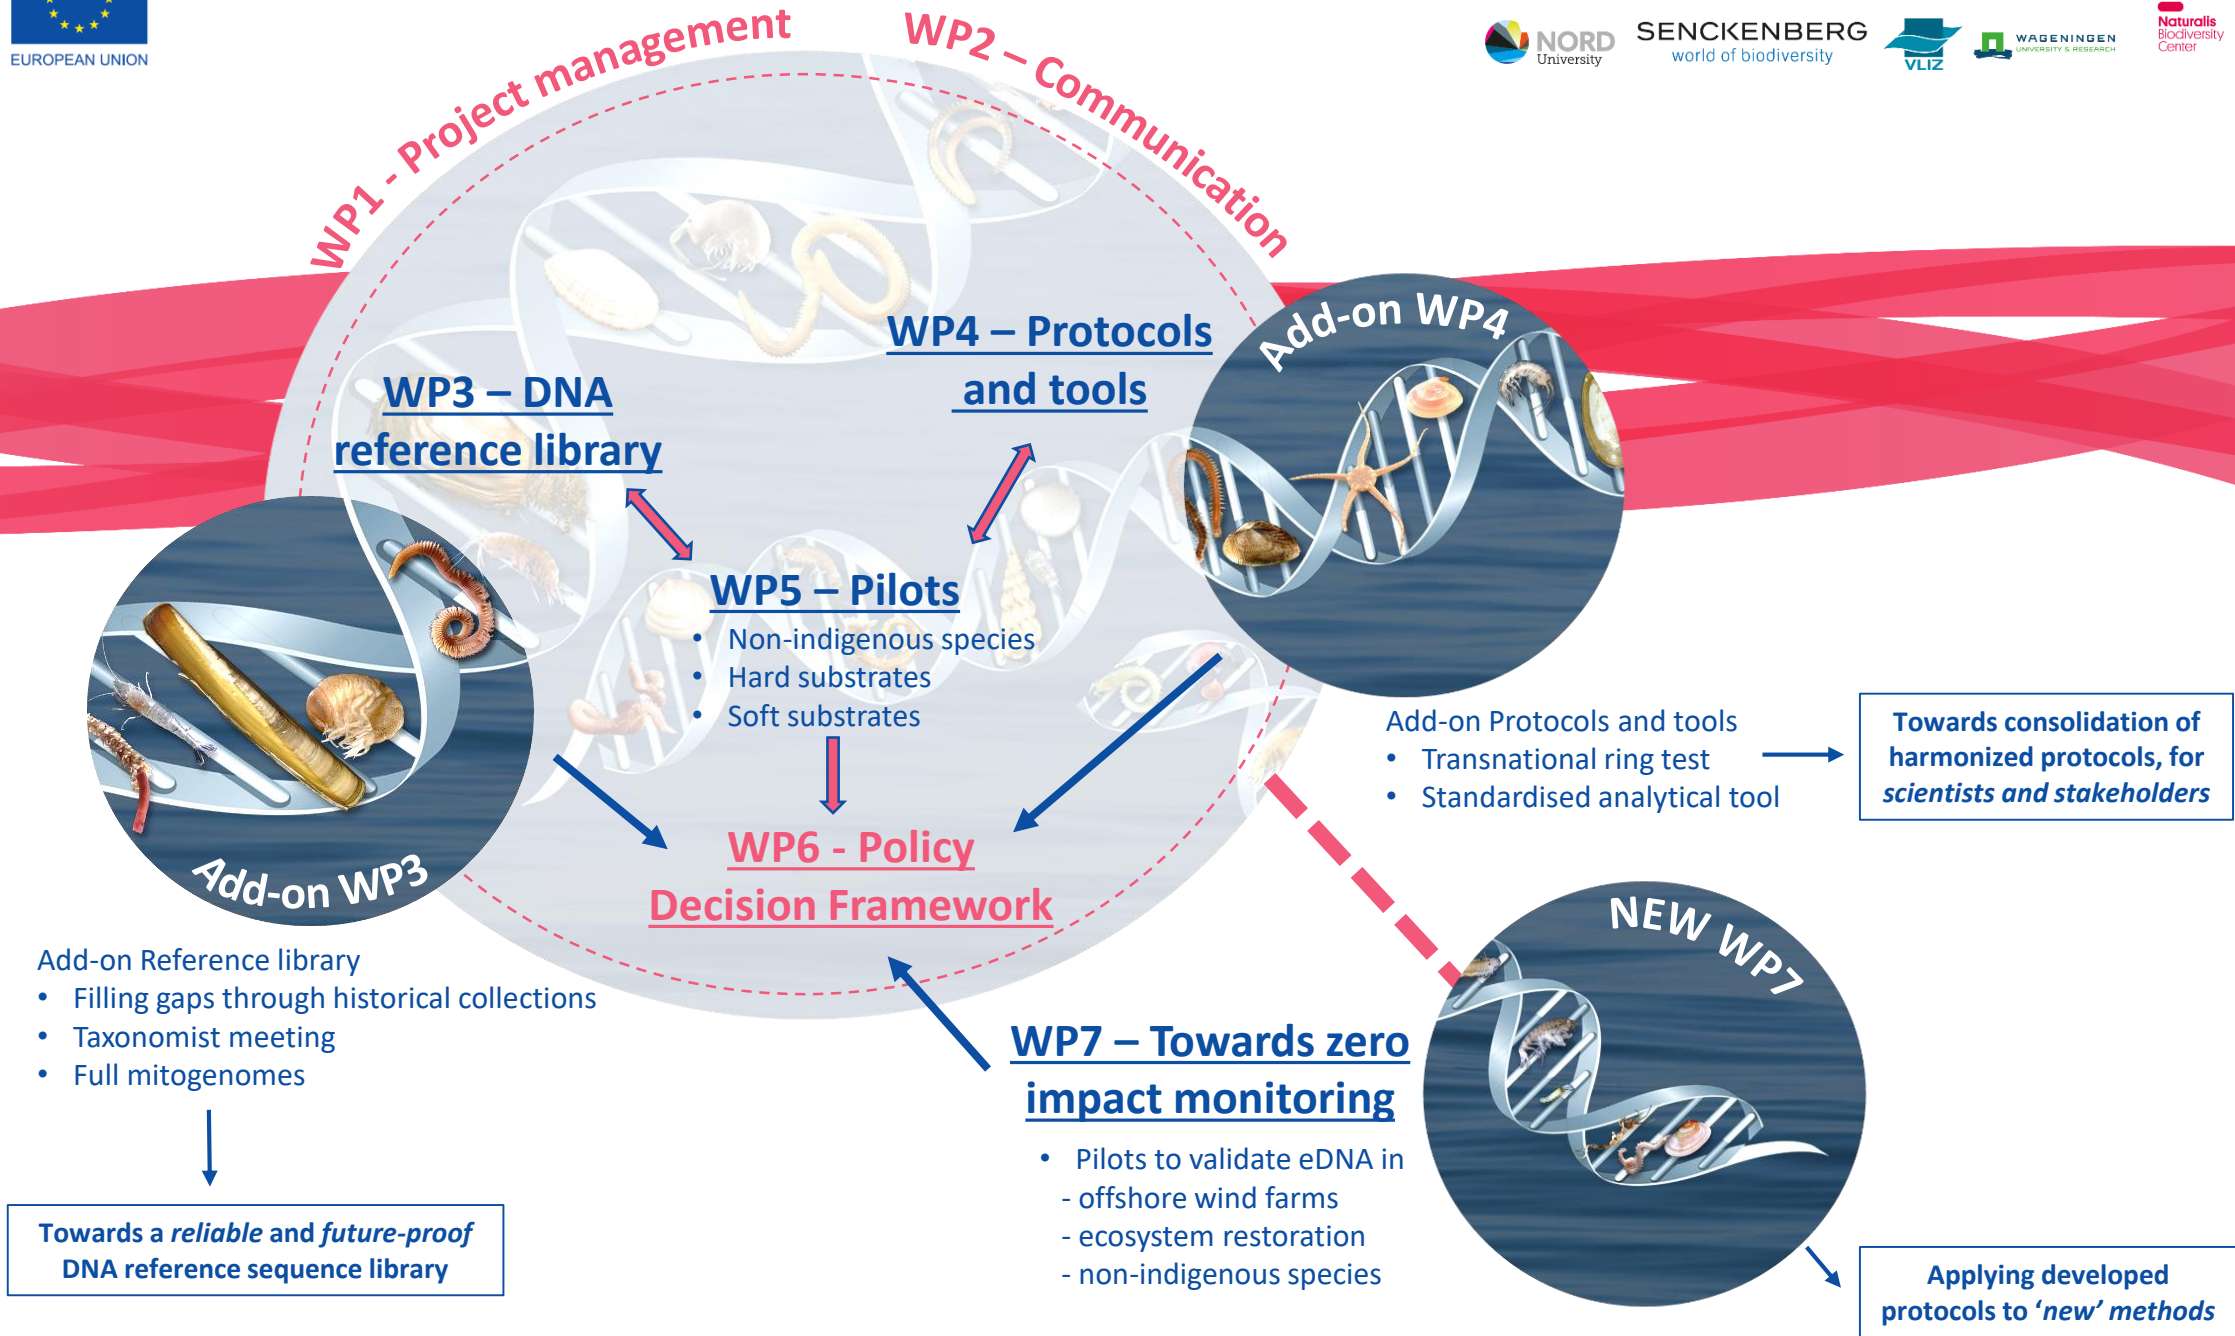 EUROPEAN UNION
NORD
University
SENCKENBERG
world of biodiversity
VLIZ
WAGENINGEN
UNIVERSITY & RESEARCH
Naturalis
Biodiversity
Center
WP1 - Project management
WP2 – Communication
WP3 – DNA
reference library
WP4 – Protocols
and tools
Add-on WP4
WP5 – Pilots
• Non-indigenous species
• Hard substrates
• Soft substrates
Add-on WP3
WP6 - Policy
Decision Framework
Add-on Protocols and tools
• Transnational ring test
• Standardised analytical tool
Towards consolidation of
harmonized protocols, for
scientists and stakeholders
Add-on Reference library
• Filling gaps through historical collections
• Taxonomist meeting
• Full mitogenomes
Towards a reliable and future-proof
DNA reference sequence library
NEW WP7
WP7 – Towards zero
impact monitoring
• Pilots to validate eDNA in
- offshore wind farms
- ecosystem restoration
- non-indigenous species
Applying developed
protocols to ‘new’ methods